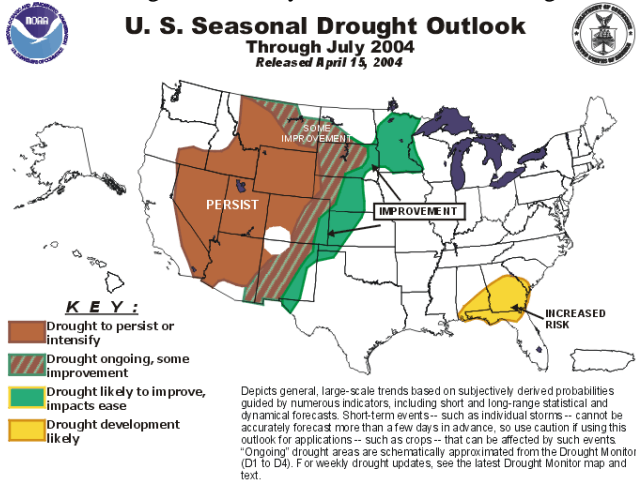 U. S. Seasonal Drought Outlook
Through July 2004
Released April 15, 2004
NOAA
SOME
IMPROVEMENT
PERSIST
IMPROVEMENT
INCREASED
RISK
KEY:
Drought to persist or
intensify
Drought ongoing, some
improvement
Drought likely to improve,
impacts ease
Drought development
likely
Depicts general, large-scale trends based on subjectively derived probabilities
guided by numerous indicators, including short and long-range statistical and
dynamical forecasts. Short-term events -- such as individual storms -- cannot be
accurately forecast more than a few days in advance, so use caution if using this
outlook for applications -- such as crops -- that can be affected by such events.
"Ongoing" drought areas are schematically approximated from the Drought Monitor
(D1 to D4). For weekly drought updates, see the latest Drought Monitor map and
text.